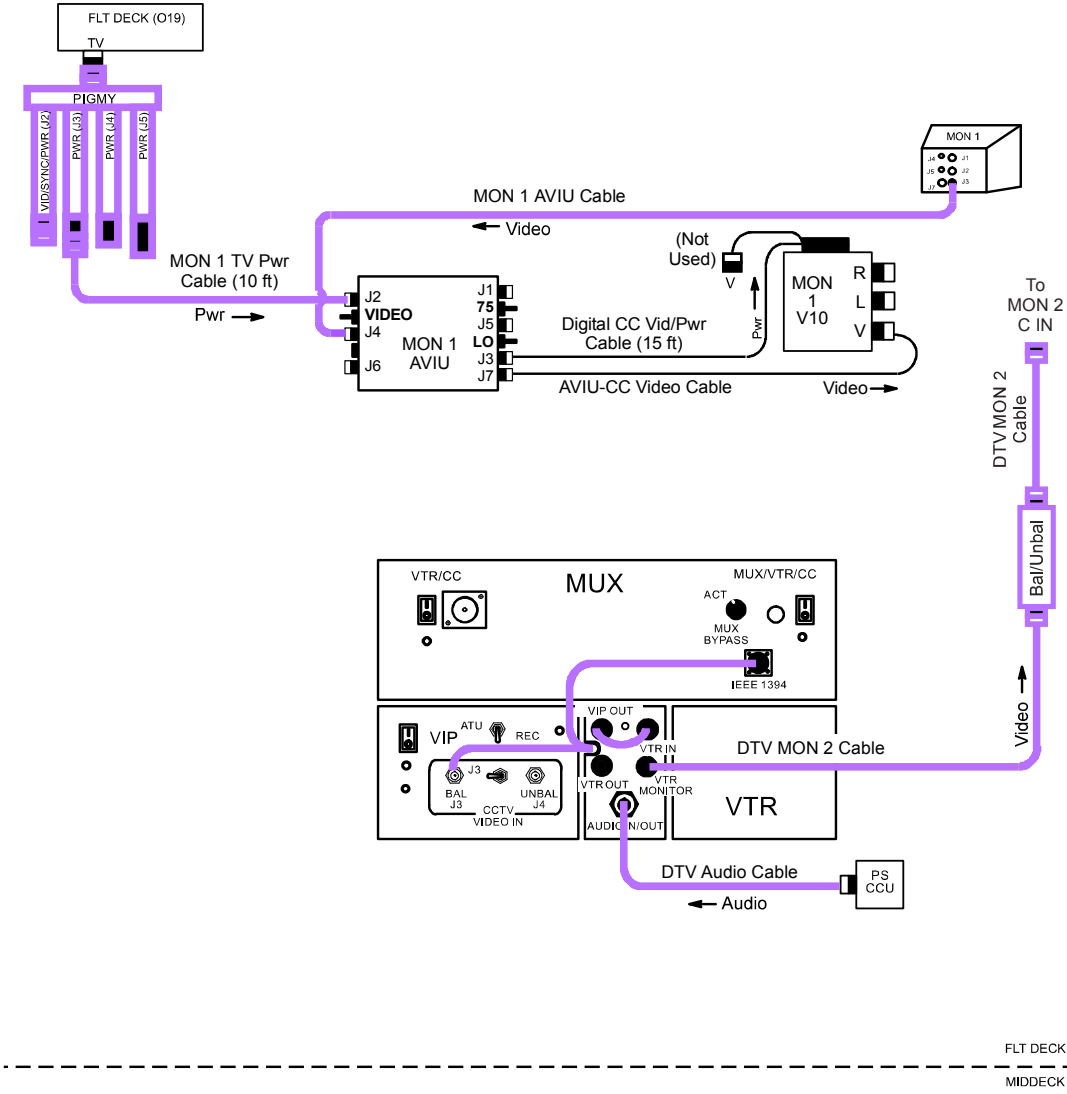 FLT DECK (O19)
TV
PIGMY
VID/SYNC/PWR (J2)
PWR (J3)
PWR (J4)
PWR (J5)
MON 1
J4 J1
J5 J2
J7 J3
MON 1 AVIU Cable
Video
(Not
Used)
V
MON 1 TV Pwr
Cable (10 ft)
Pwr
J2
VIDEO
J4
J6
MON 1
AVIU
J1
75
J5
LO
J3
J7
Digital CC Vid/Pwr
Cable (15 ft)
Pwr
MON
1
V10
R
L
V
AVIU-CC Video Cable
Video
To
MON 2
C IN
DTV MON 2
Cable
Bal/Unbal
Video
VTR/CC
MUX
MUX/VTR/CC
ACT
MUX
BYPASS
IEEE 1394
VIP
ATU
REC
J3
BAL
J3
UNBAL
J4
CCTV
VIDEO IN
VIP OUT
VTR IN
VTR OUT
VTR
MONITOR
AUDIO IN/OUT
DTV MON 2 Cable
VTR
DTV Audio Cable
Audio
PS
CCU
FLT DECK
MIDDECK